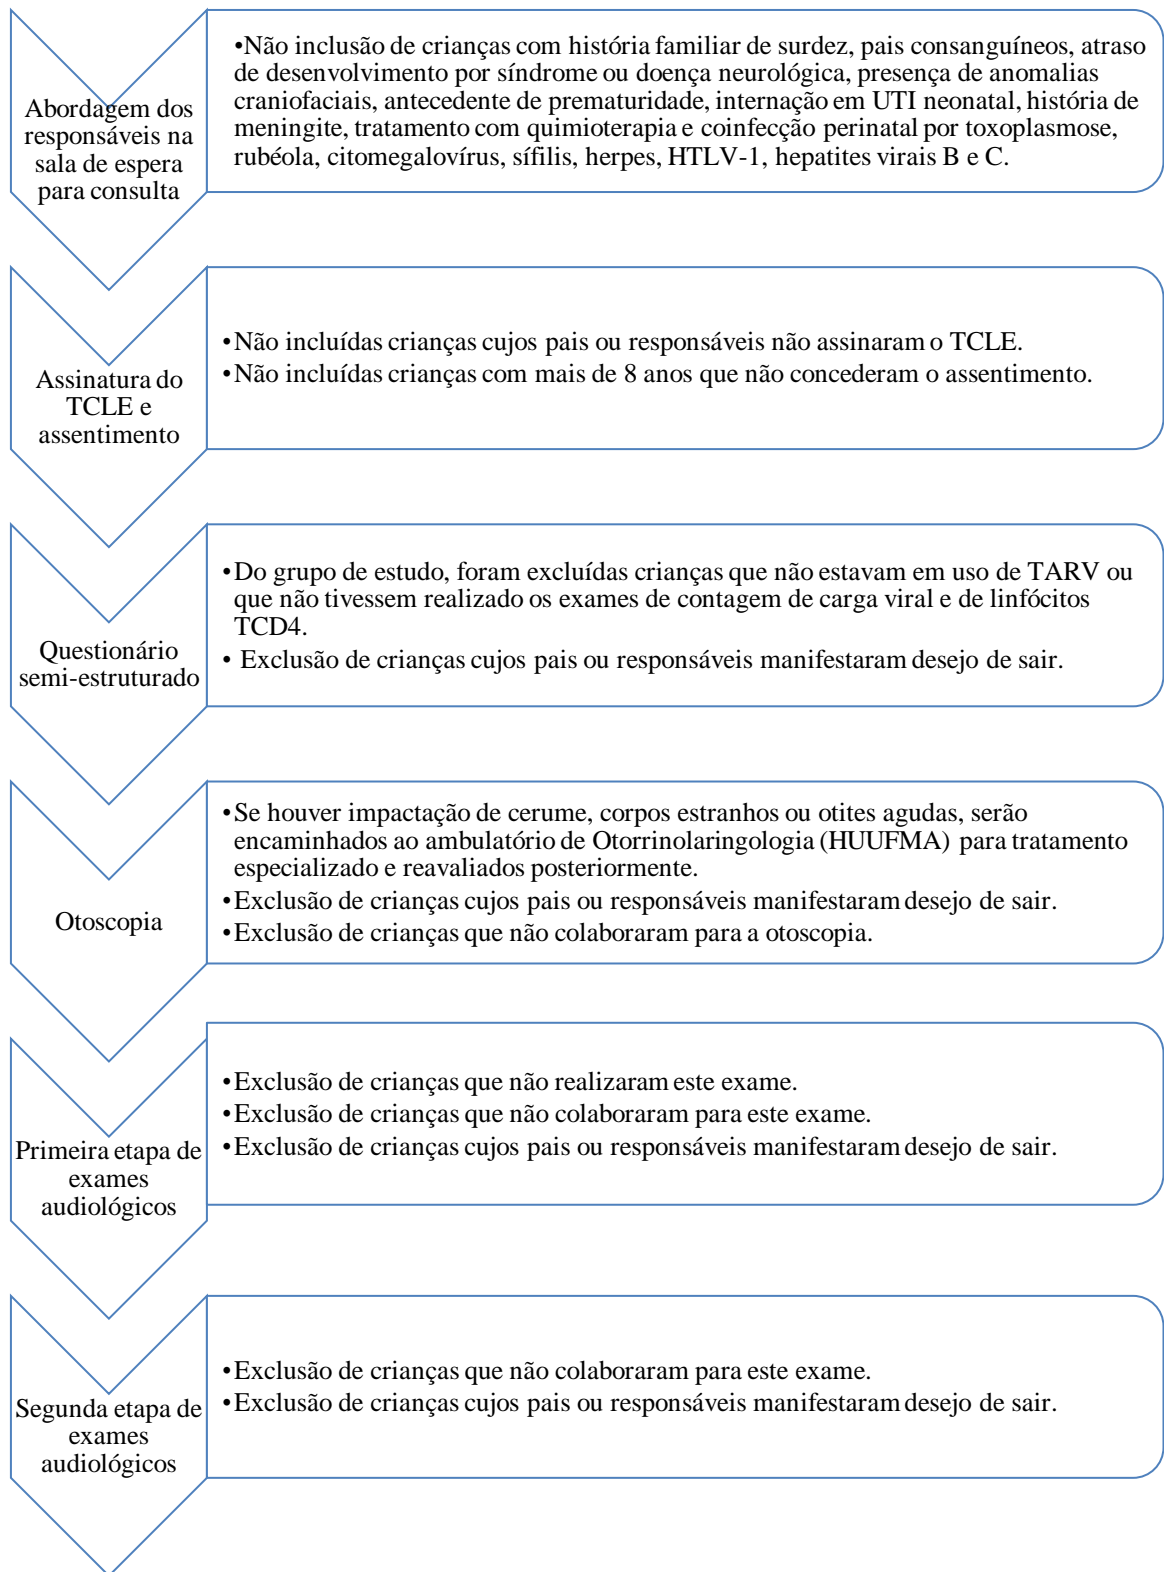 Abordagem dos
responsáveis na
sala de espera
para consulta
•Não inclusão de crianças com história familiar de surdez, pais consanguíneos, atraso
de desenvolvimento por síndrome ou doença neurológica, presença de anomalias
craniofaciais, antecedente de prematuridade, internação em UTI neonatal, história de
meningite, tratamento com quimioterapia e coinfecção perinatal por toxoplasmose,
rubéola, citomegalovírus, sífilis, herpes, HTLV-1, hepatites virais B e C.
Assinatura do
TCLE e
assentimento
•Não incluídas crianças cujos pais ou responsáveis não assinaram o TCLE.
•Não incluídas crianças com mais de 8 anos que não concederam o assentimento.
Questionário
semi-estruturado
•Do grupo de estudo, foram excluídas crianças que não estavam em uso de TARV ou
que não tivessem realizado os exames de contagem de carga viral e de linfócitos
TCD4.
• Exclusão de crianças cujos pais ou responsáveis manifestaram desejo de sair.
Otoscopia
•Se houver impactação de cerume, corpos estranhos ou otites agudas, serão
encaminhados ao ambulatório de Otorrinolaringologia (HUUFMA) para tratamento
especializado e reavaliados posteriormente.
•Exclusão de crianças cujos pais ou responsáveis manifestaram desejo de sair.
•Exclusão de crianças que não colaboraram para a otoscopia.
Primeira etapa de
exames
audiológicos
•Exclusão de crianças que não realizaram este exame.
•Exclusão de crianças que não colaboraram para este exame.
•Exclusão de crianças cujos pais ou responsáveis manifestaram desejo de sair.
Segunda etapa de
exames
audiológicos
•Exclusão de crianças que não colaboraram para este exame.
•Exclusão de crianças cujos pais ou responsáveis manifestaram desejo de sair.